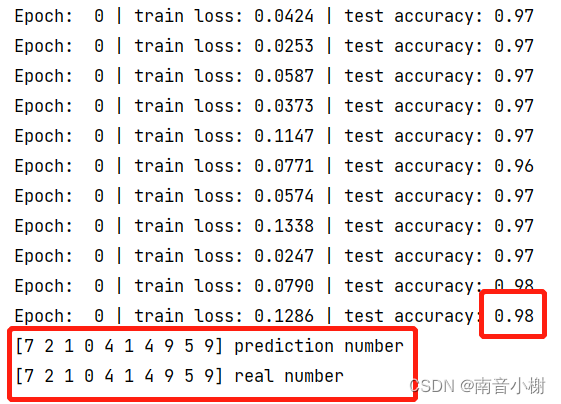 Epoch:  0 | train loss: 0.0424 | test accuracy: 0.97
Epoch:  0 | train loss: 0.0253 | test accuracy: 0.97
Epoch:  0 | train loss: 0.0587 | test accuracy: 0.97
Epoch:  0 | train loss: 0.0373 | test accuracy: 0.97
Epoch:  0 | train loss: 0.1147 | test accuracy: 0.97
Epoch:  0 | train loss: 0.0771 | test accuracy: 0.96
Epoch:  0 | train loss: 0.0574 | test accuracy: 0.97
Epoch:  0 | train loss: 0.1338 | test accuracy: 0.97
Epoch:  0 | train loss: 0.0247 | test accuracy: 0.97
Epoch:  0 | train loss: 0.0790 | test accuracy: 0.98
Epoch:  0 | train loss: 0.1286 | test accuracy: 0.98
[7 2 1 0 4 1 4 9 5 9] prediction number
[7 2 1 0 4 1 4 9 5 9] real number
CSDN @南音小榭